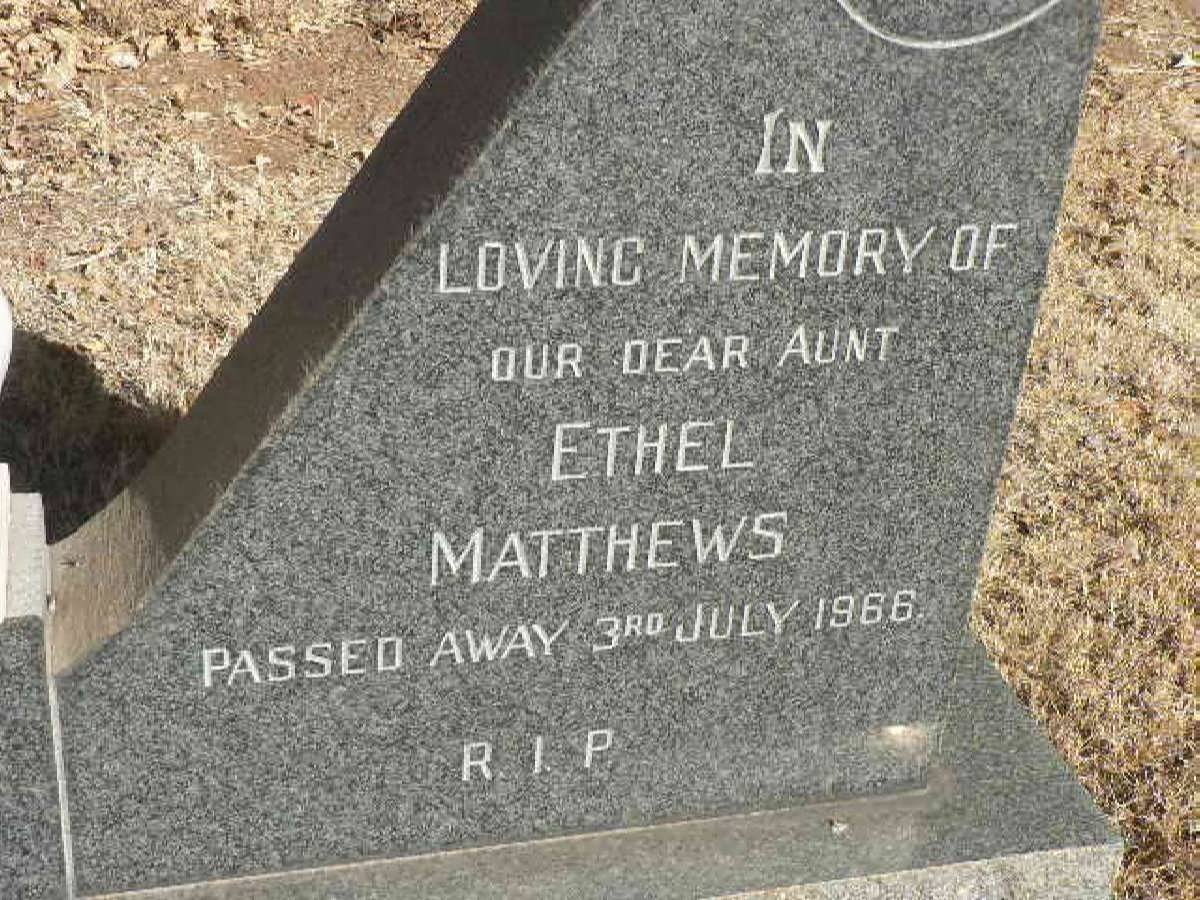 IN
LOVING MEMORY OF
OUR DEAR AUNT
ETHEL
MATTHEWS
PASSED AWAY 3RD JULY 1966.
R. I. P